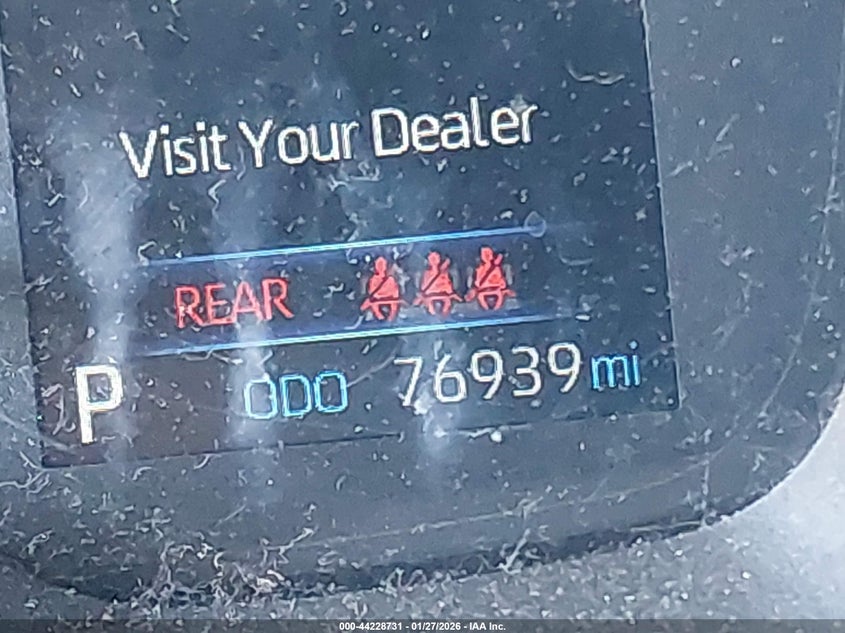 Visit Your Dealer
REAR
P ODO 76939 mi
000-44228731 - 01/27/2026 - IAA Inc.